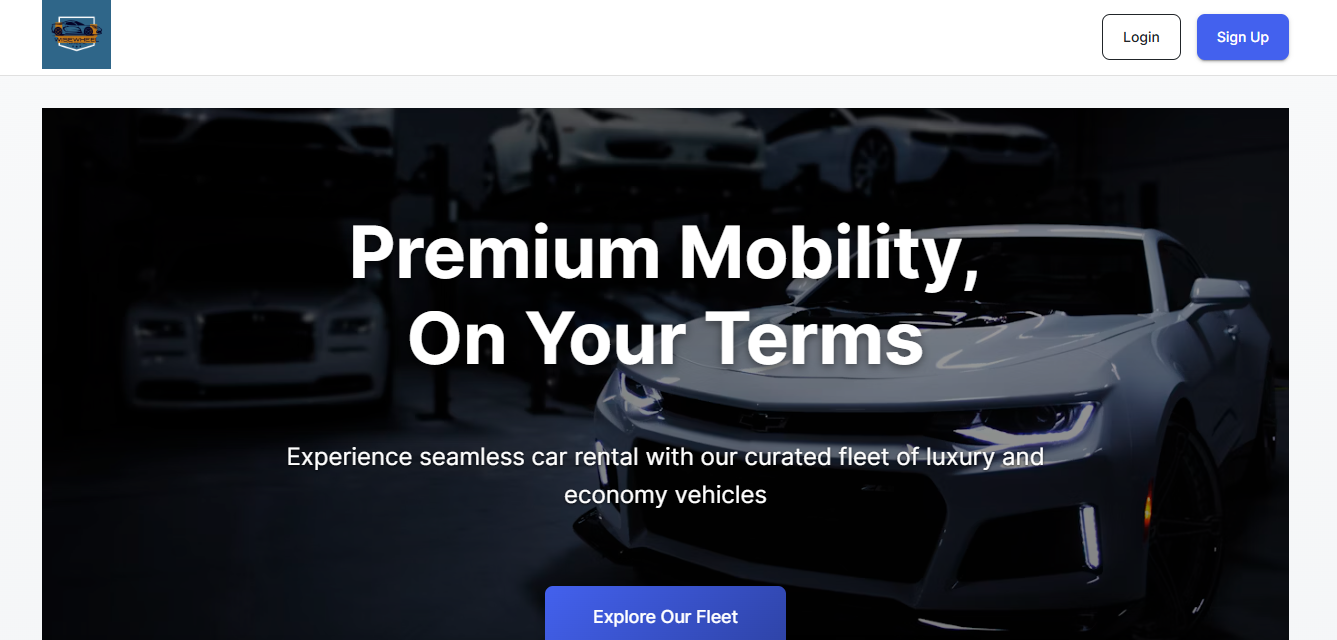 Login
Sign Up
Premium Mobility,
On Your Terms
Experience seamless car rental with our curated fleet of luxury and
economy vehicles
Explore Our Fleet